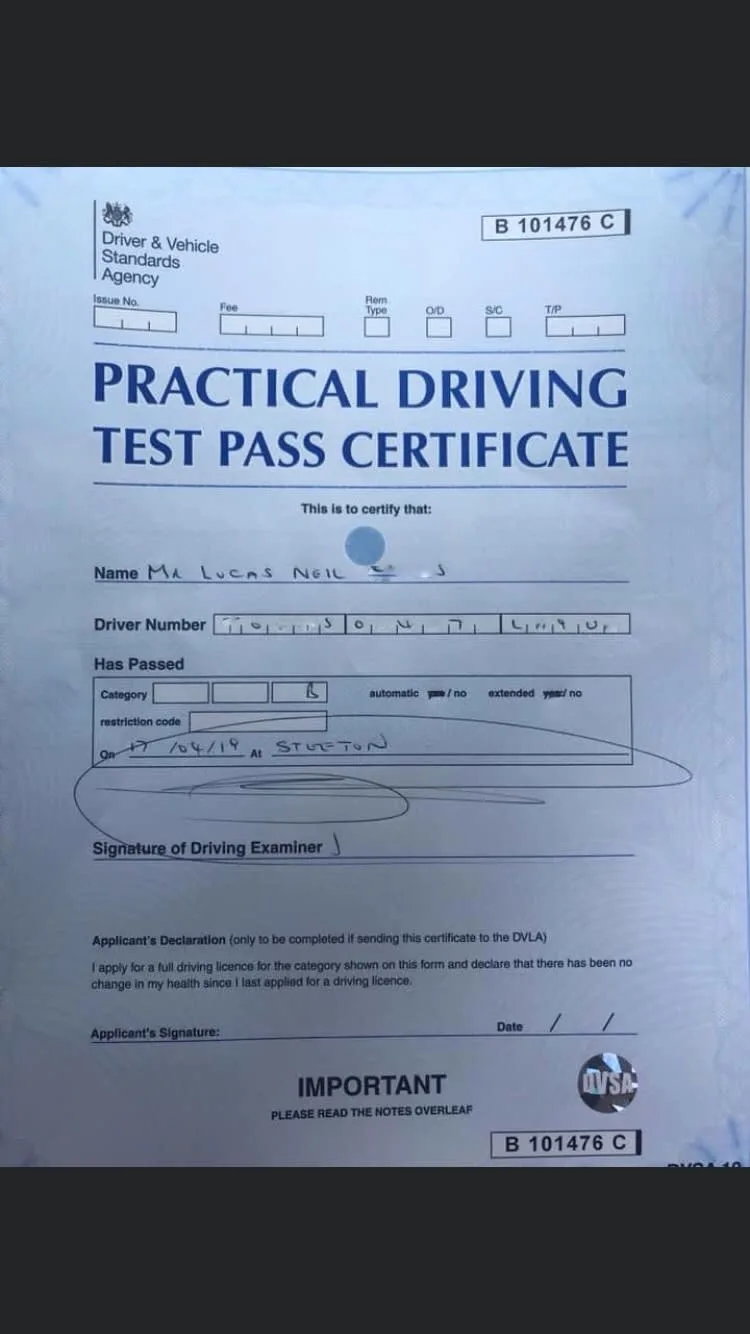 Driver & Vehicle
Standards
Agency
B 101476 C
Issue No.
Fee
Rem
Type
O/D
S/C
T/P
PRACTICAL DRIVING
TEST PASS CERTIFICATE
This is to certify that:
Name MR LUCAS NEIL
Driver Number
Has Passed
Category B automatic yes / no extended yes / no
restriction code
On 17 /04/19 At STEETON
Signature of Driving Examiner
Applicant's Declaration (only to be completed if sending this certificate to the DVLA)
I apply for a full driving licence for the category shown on this form and declare that there has been no
change in my health since I last applied for a driving licence.
Applicant's Signature:
Date / /
IMPORTANT
PLEASE READ THE NOTES OVERLEAF
DVSA
B 101476 C